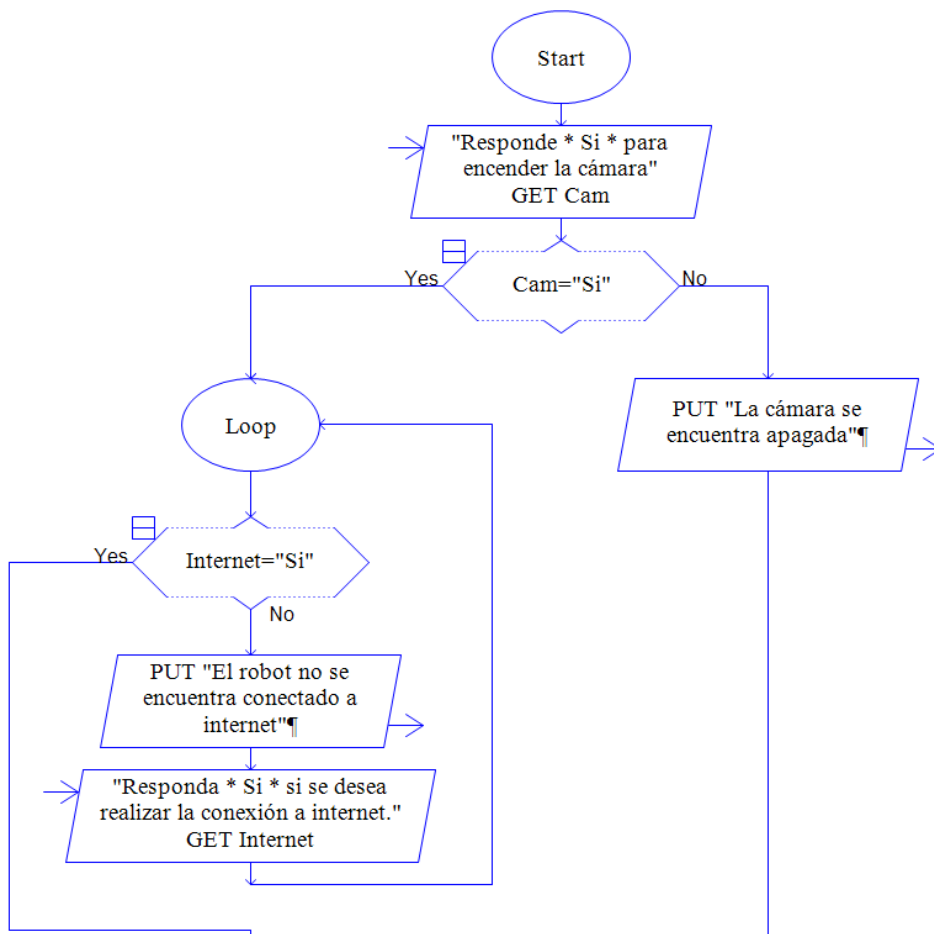 Start
"Responde * Si * para
encender la cámara"
GET Cam
Yes
Cam="Si"
No
Loop
PUT "La cámara se
encuentra apagada"¶
Yes
Internet="Si"
No
PUT "El robot no se
encuentra conectado a
internet"¶
"Responda * Si * si se desea
realizar la conexión a internet."
GET Internet